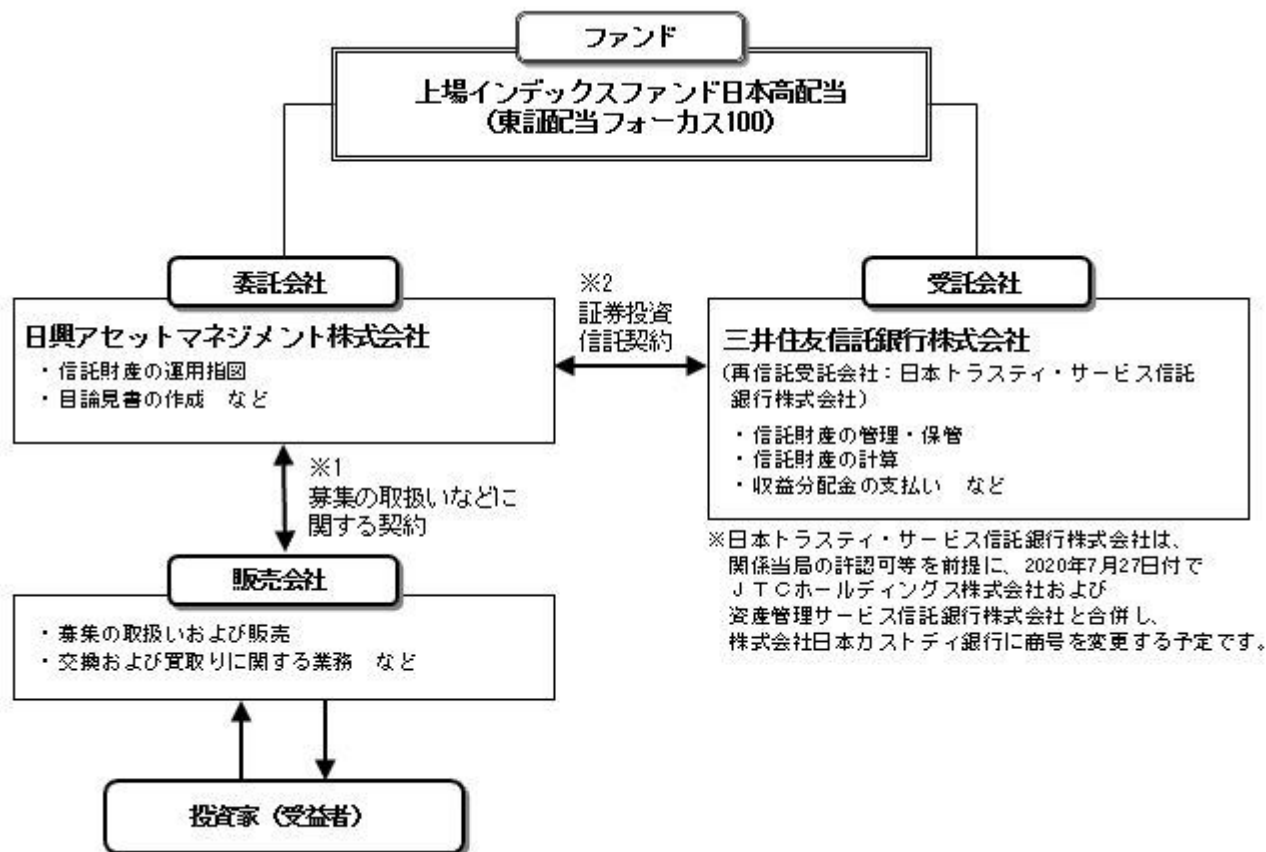 ファンド
上場インデックスファンド日本高配当
(東証配当フォーカス100)
委託会社
日興アセットマネジメント株式会社
・信託財産の運用指図
・目論見書の作成 など
※2
証券投資
信託契約
受託会社
三井住友信託銀行株式会社
(再信託受託会社:日本トラスティ・サービス信託
銀行株式会社)
・信託財産の管理・保管
・信託財産の計算
・収益分配金の支払い など
※1
募集の取扱いなどに
関する契約
※日本トラスティ・サービス信託銀行株式会社は、
関係当局の許認可等を前提に、2020年7月27日付で
JTCホールディングス株式会社および
資産管理サービス信託銀行株式会社と合併し、
株式会社日本カストディ銀行に商号を変更する予定です。
販売会社
・募集の取扱いおよび販売
・交換および買取りに関する業務 など
投資家(受益者)